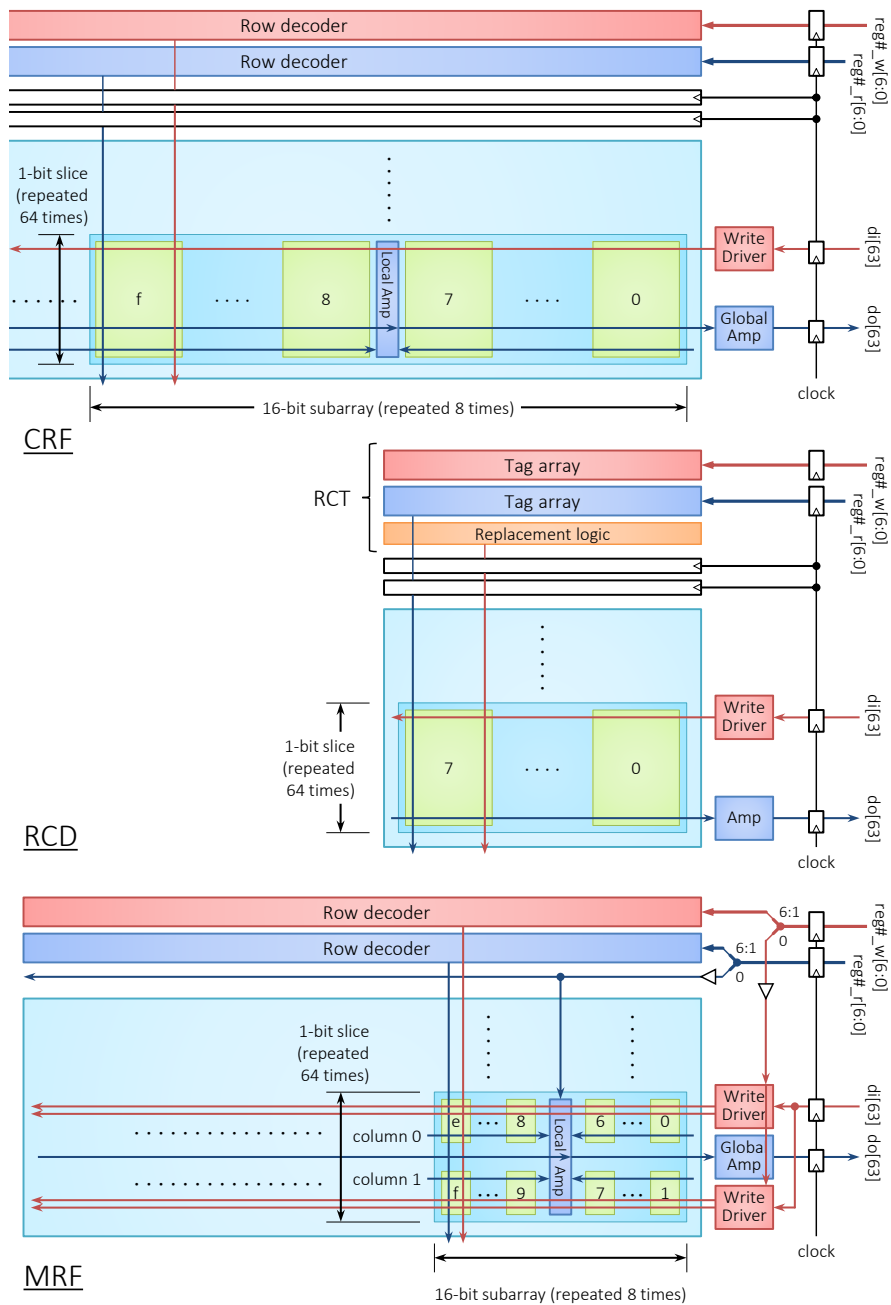 Row decoder
Row decoder
reg#_w[6:0]
reg#_r[6:0]
1-bit slice
(repeated
64 times)
f
8
Local Amp
7
0
Write
Driver
di[63]
Global
Amp
do[63]
clock
16-bit subarray (repeated 8 times)
CRF
RCT
Tag array
Tag array
Replacement logic
reg#_w[6:0]
reg#_r[6:0]
1-bit slice
(repeated
64 times)
7
0
Write
Driver
di[63]
Amp
do[63]
clock
RCD
Row decoder
Row decoder
6:1
0
6:1
0
reg#_w[6:0]
reg#_r[6:0]
1-bit slice
(repeated
64 times)
column 0
column 1
e
8
6
0
Local Amp
f
9
7
1
Write
Driver
di[63]
Global
Amp
do[63]
Write
Driver
clock
MRF
16-bit subarray (repeated 8 times)